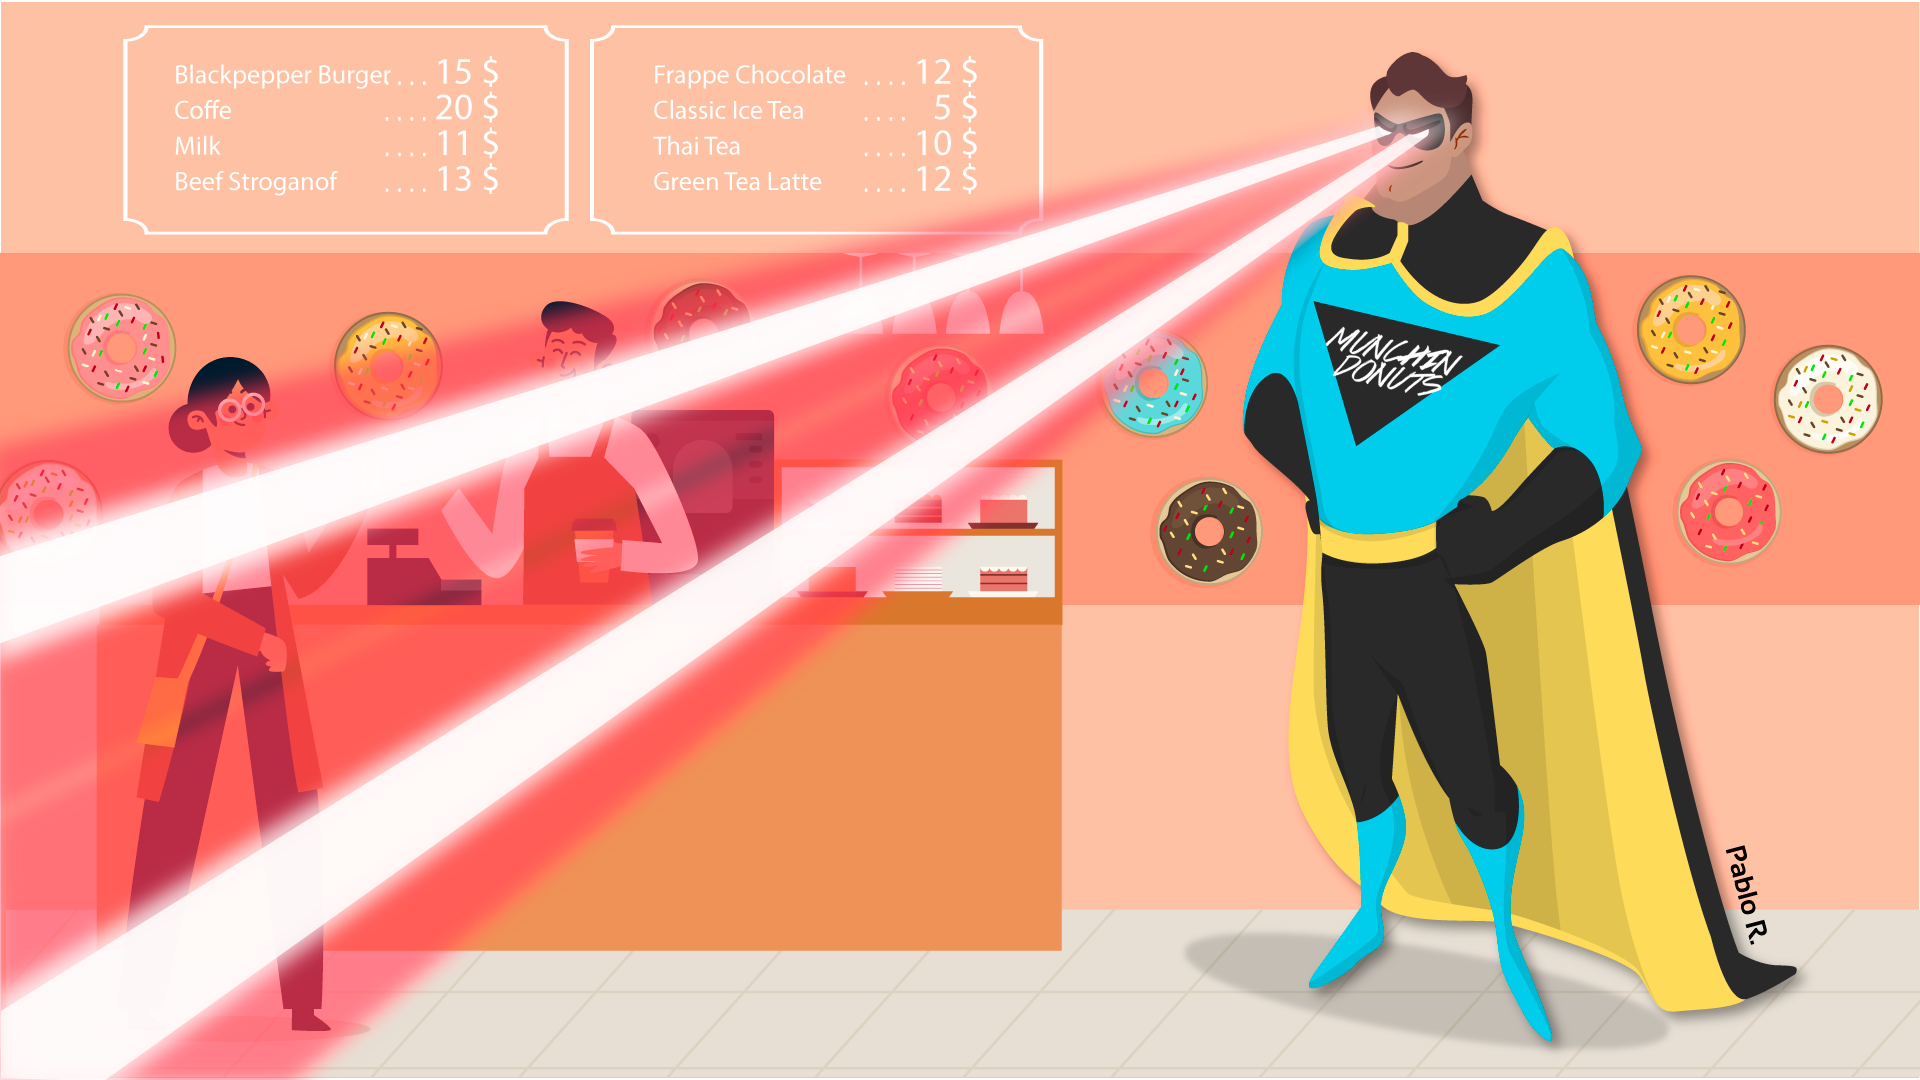 Blackpepper Burger . . . 15 $
Coffe . . . . 20 $
Milk . . . . 11 $
Beef Stroganof . . . . 13 $
Frappe Chocolate . . . . 12 $
Classic Ice Tea . . . . 5 $
Thai Tea . . . . 10 $
Green Tea Latte . . . . 12 $
MUNCHIN
DONUTS
Pablo R.